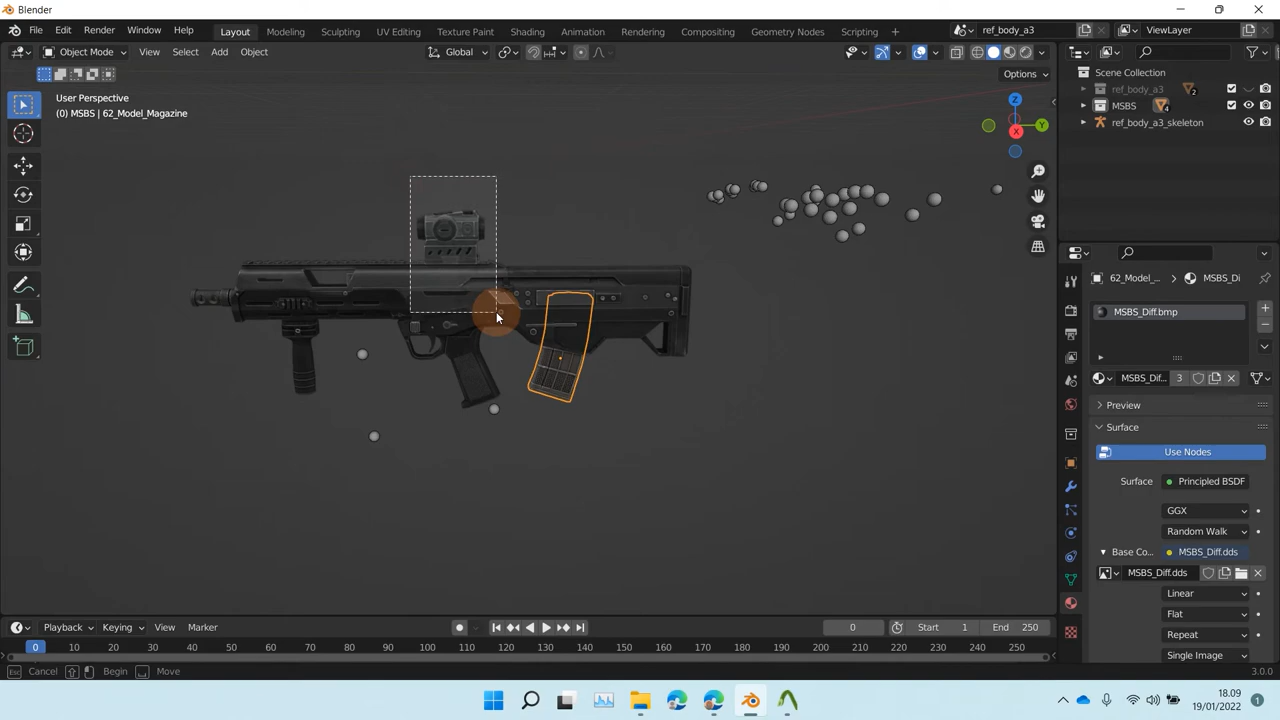 Blender
File Edit Render Window Help Layout Modeling Sculpting UV Editing Texture Paint Shading Animation Rendering Compositing Geometry Nodes Scripting + ref_body_a3 ViewLayer
Object Mode View Select Add Object Global
Options
User Perspective
(0) MSBS | 62_Model_Magazine
Z
Y
X
Scene Collection
ref_body_a3 2
MSBS 4
ref_body_a3_skeleton
62_Model_... MSBS_Di
MSBS_Diff.bmp
MSBS_Dif... 3
Preview
Surface
Use Nodes
Surface Principled BSDF
GGX
Random Walk
Base Co... MSBS_Diff.dds
MSBS_Diff.dds
Linear
Flat
Repeat
Single Image
Playback Keying View Marker 0 Start 1 End 250
0 10 20 30 40 50 60 70 80 90 100 110 120 130 140 150 160 170 180 190 200 210 220 230 240 250
Esc Cancel Begin Move 3.0.0
18.09
19/01/2022
1